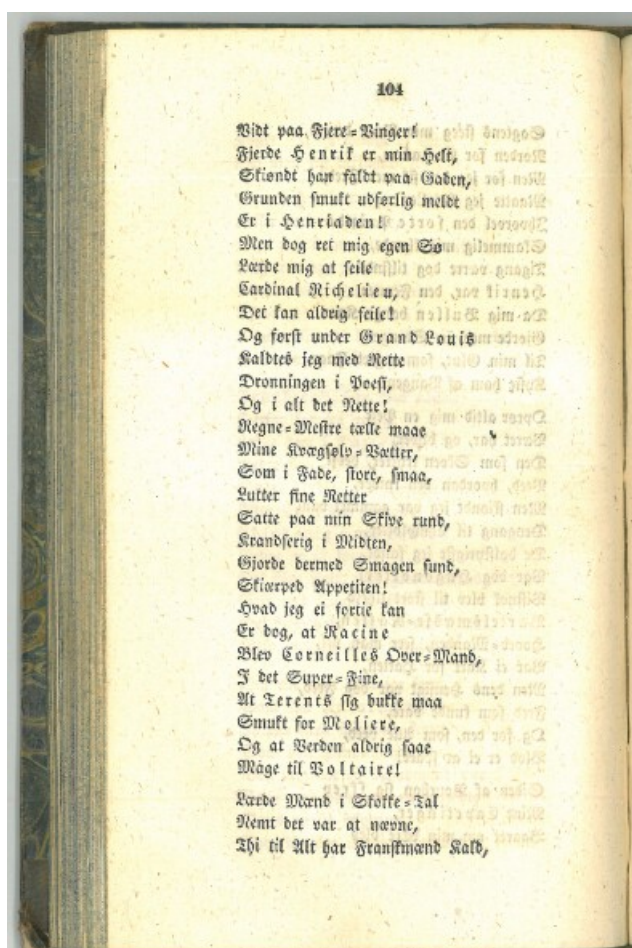 104
Vidt paa Fjere-Vinger!
Fjerde Henrik er min Helt,
Skiøndt han faldt paa Gaden,
Grunden smukt udførlig meldt
Er i Henriaden!
Men dog ret mig egen Sø
Lærde mig at seile
Cardinal Richelieu,
Det kan aldrig feile!
Og først under Grand Louis
Kaldtes jeg med Rette
Dronningen i Poesi,
Og i alt det Nette!
Regne-Mestre tælle maae
Mine Kvægsølv-Vætter,
Som i Fade, store, smaa,
Lutter fine Retter
Satte paa min Skive rund,
Krandserig i Midten,
Gjorde dermed Smagen sund,
Skiærped Appetiten!
Hvad jeg ei fortie kan
Er dog, at Racine
Blev Corneilles Over-Mand,
I det Super-Fine,
At Terents sig bukke maa
Smukt for Moliere,
Og at Verden aldrig saae
Mage til Voltaire!
Lærde Mænd i Skokke-Tal
Nemt det var at nævne,
Thi til Alt har Franskmænd Kald,